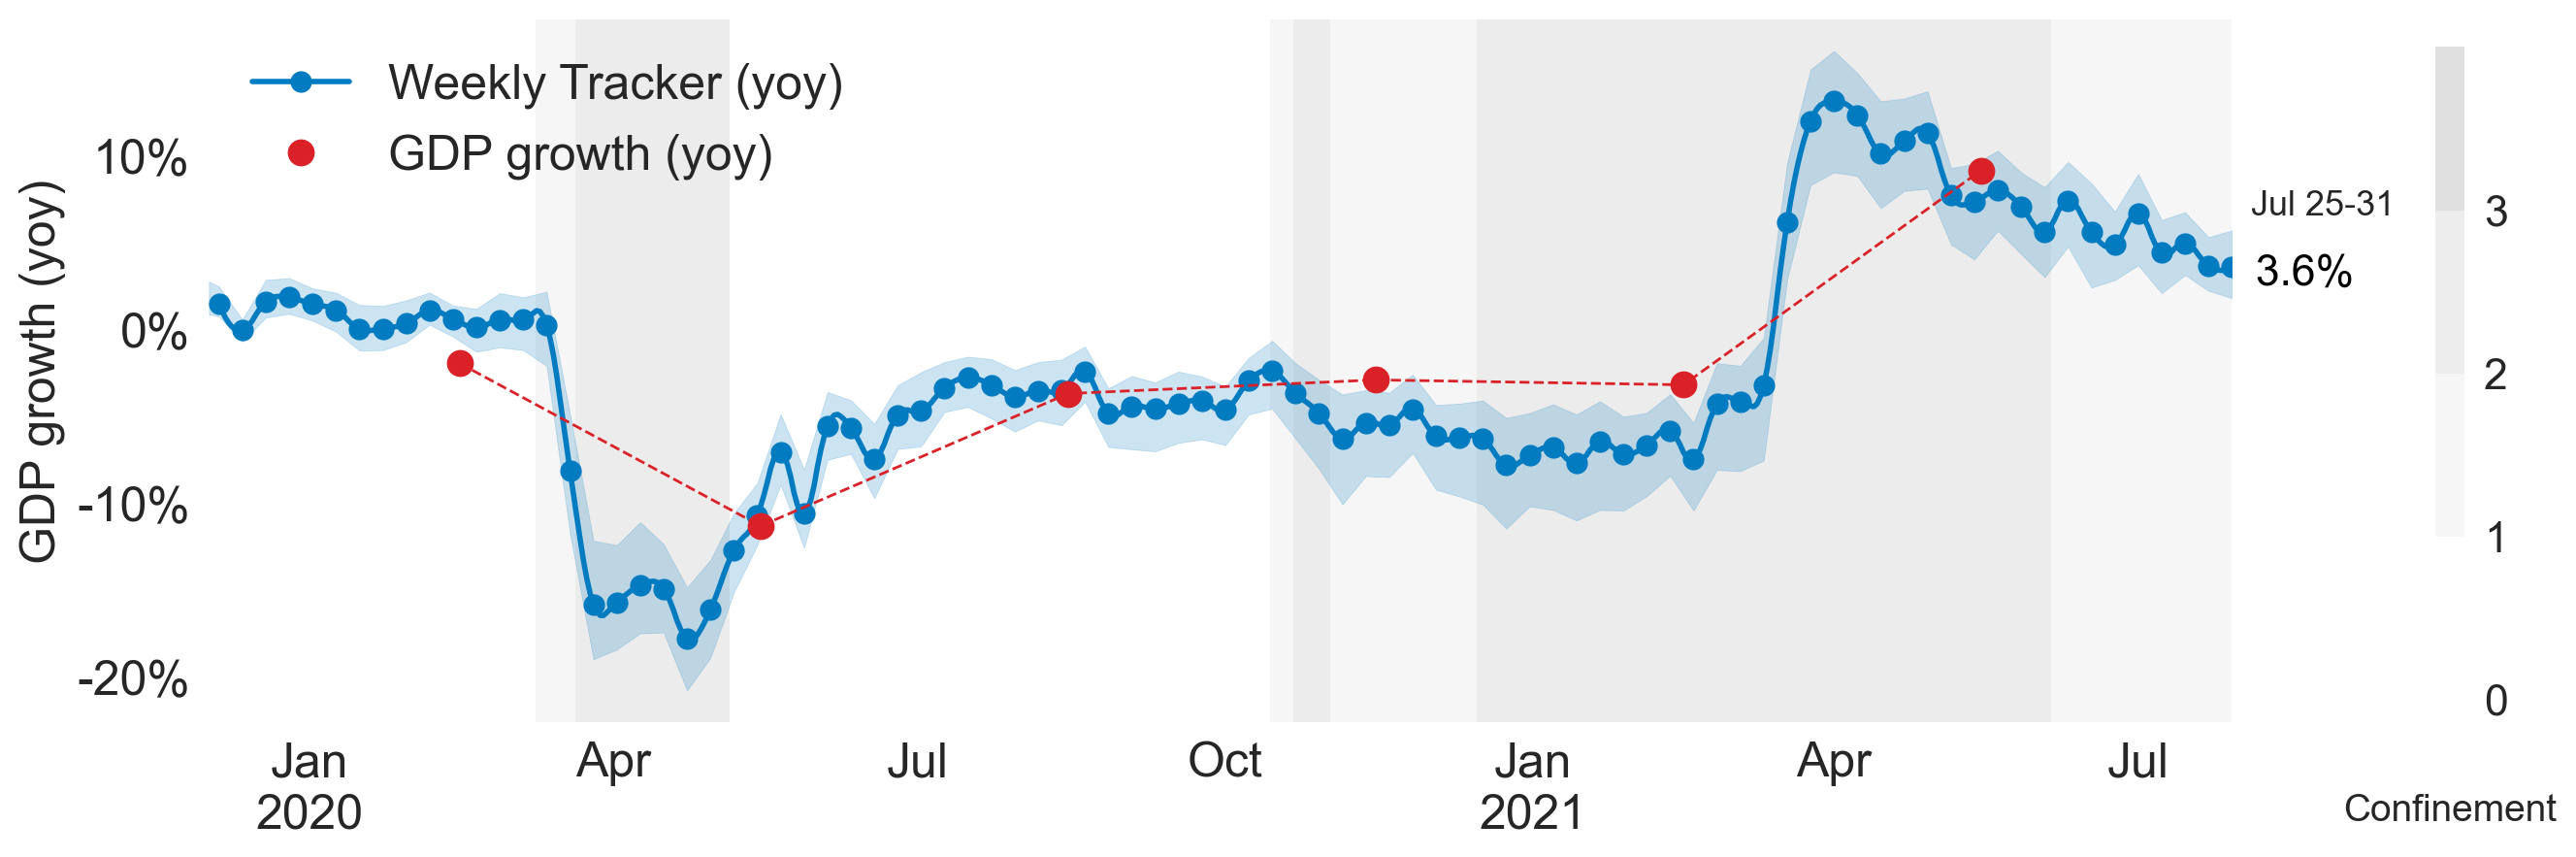 Weekly Tracker (yoy)
GDP growth (yoy)
GDP growth (yoy)
10%
0%
-10%
-20%
Jan
2020
Apr
Jul
Oct
Jan
2021
Apr
Jul
Jul 25-31
3.6%
3
2
1
0
Confinement